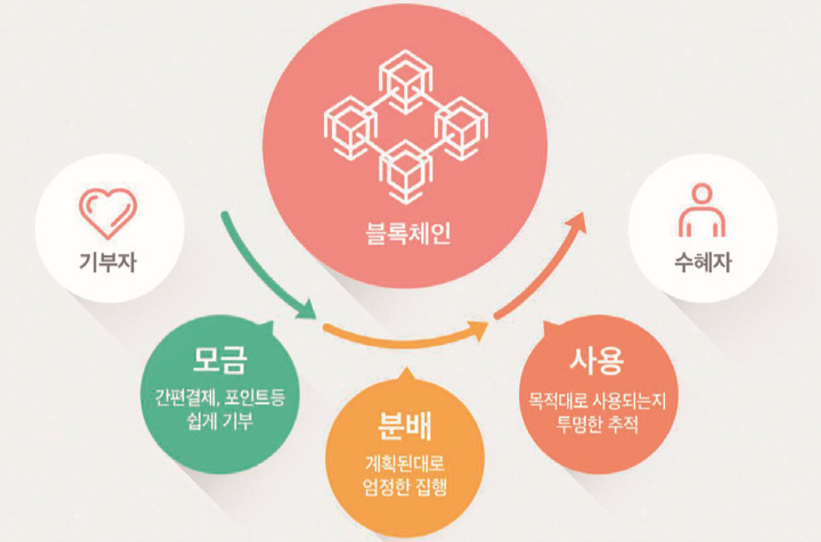 블록체인
기부자
수혜자
모금
간편결제, 포인트등
쉽게 기부
분배
계획된대로
엄정한 집행
사용
목적대로 사용되는지
투명한 추적